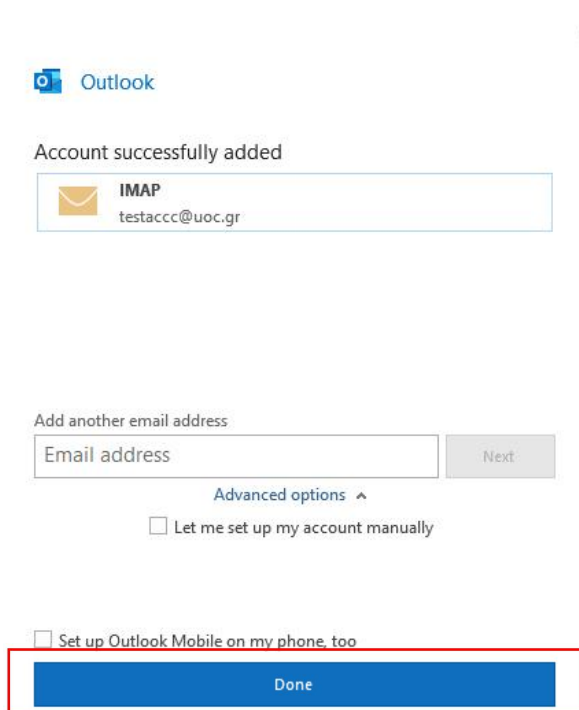 Outlook
Account successfully added
IMAP
testaccc@uoc.gr
Add another email address
Email address
Next
Advanced options
Let me set up my account manually
Set up Outlook Mobile on my phone, too
Done